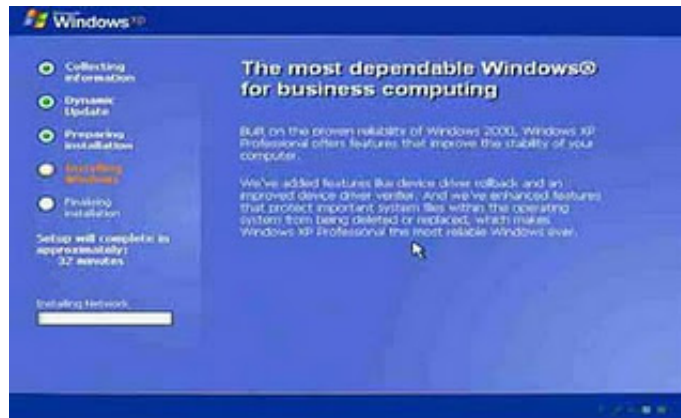 Microsoft
Windows XP
Collecting
information
Dynamic
Update
Preparing
installation
Installing
Windows
Finalizing
installation
Setup will complete in
approximately:
32 minutes
Installing Network
The most dependable Windows®
for business computing
Built on the proven reliability of Windows 2000, Windows XP
Professional offers features that improve the stability of your
computer.
We've added features like device driver rollback and an
improved device driver verifier. And we've enhanced features
that protect important system files within the operating
system from being deleted or replaced, which makes
Windows XP Professional the most reliable Windows ever.